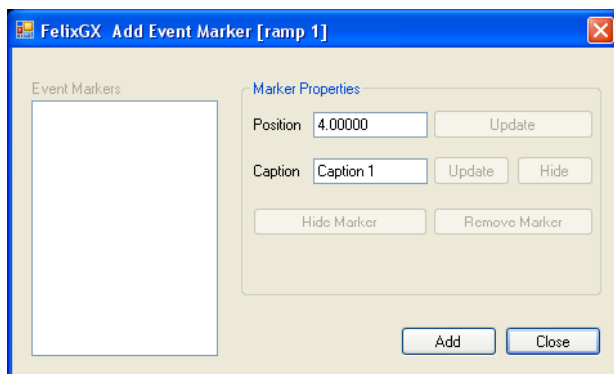 FelixGX Add Event Marker [ramp 1]
Event Markers
Marker Properties
Position 4.00000 Update
Caption Caption 1 Update Hide
Hide Marker Remove Marker
Add Close